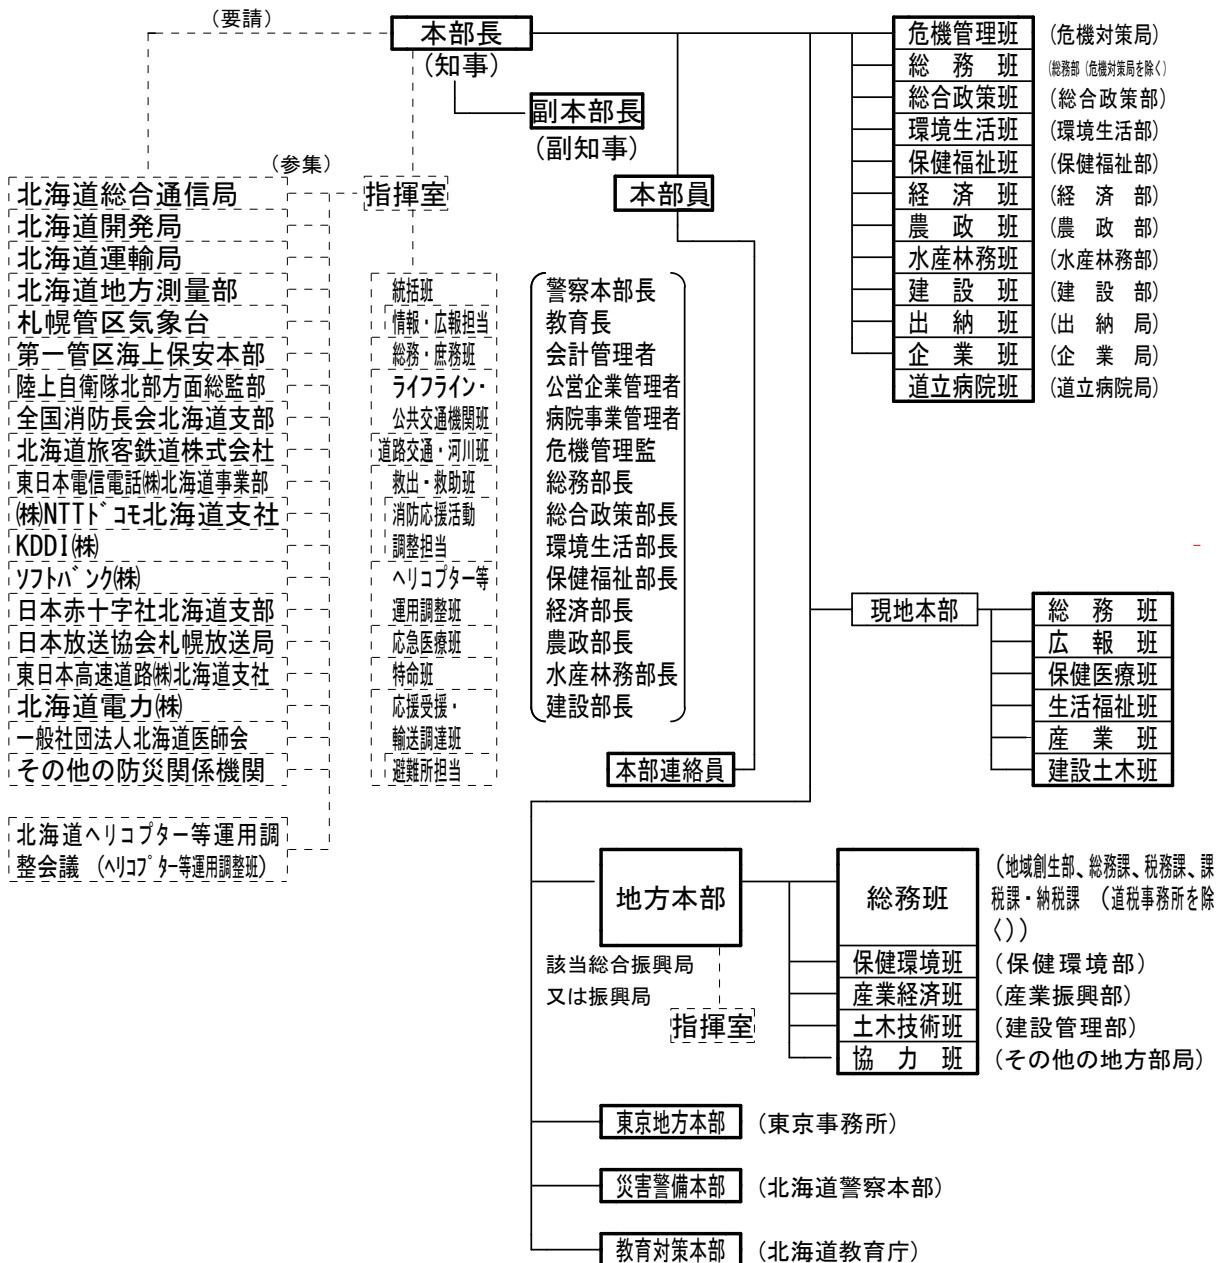 （要請）
本部長
（知事）
副本部長
（副知事）
（参集）
指揮室
本部員
北海道総合通信局
北海道開発局
北海道運輸局
北海道地方測量部
札幌管区気象台
第一管区海上保安本部
陸上自衛隊北部方面総監部
全国消防長会北海道支部
北海道旅客鉄道株式会社
東日本電信電話㈱北海道事業部
㈱NTTドコモ北海道支社
KDDI㈱
ソフトバンク㈱
日本赤十字社北海道支部
日本放送協会札幌放送局
東日本高速道路㈱北海道支社
北海道電力㈱
一般社団法人北海道医師会
その他の防災関係機関
北海道ヘリコプター等運用調
整会議 （ヘリコプター等運用調整班）
統括班
情報・広報担当
総務・庶務班
ライフライン・
公共交通機関班
道路交通・河川班
救出・救助班
消防応援活動
調整担当
ヘリコプター等
運用調整班
応急医療班
特命班
応援受援・
輸送調達班
避難所担当
警察本部長
教育長
会計管理者
公営企業管理者
病院事業管理者
危機管理監
総務部長
総合政策部長
環境生活部長
保健福祉部長
経済部長
農政部長
水産林務部長
建設部長
本部連絡員
危機管理班 （危機対策局）
総務班 （総務部（危機対策局を除く）
総合政策班 （総合政策部）
環境生活班 （環境生活部）
保健福祉班 （保健福祉部）
経済班 （経済部）
農政班 （農政部）
水産林務班 （水産林務部）
建設班 （建設部）
出納班 （出納局）
企業班 （企業局）
道立病院班 （道立病院局）
現地本部
総務班
広報班
保健医療班
生活福祉班
産業班
建設土木班
地方本部
該当総合振興局
又は振興局
指揮室
総務班
（地域創生部、総務課、税務課、課
税課・納税課 （道税事務所を除
く））
保健環境班 （保健環境部）
産業経済班 （産業振興部）
土木技術班 （建設管理部）
協力班 （その他の地方部局）
東京地方本部 （東京事務所）
災害警備本部 （北海道警察本部）
教育対策本部 （北海道教育庁）